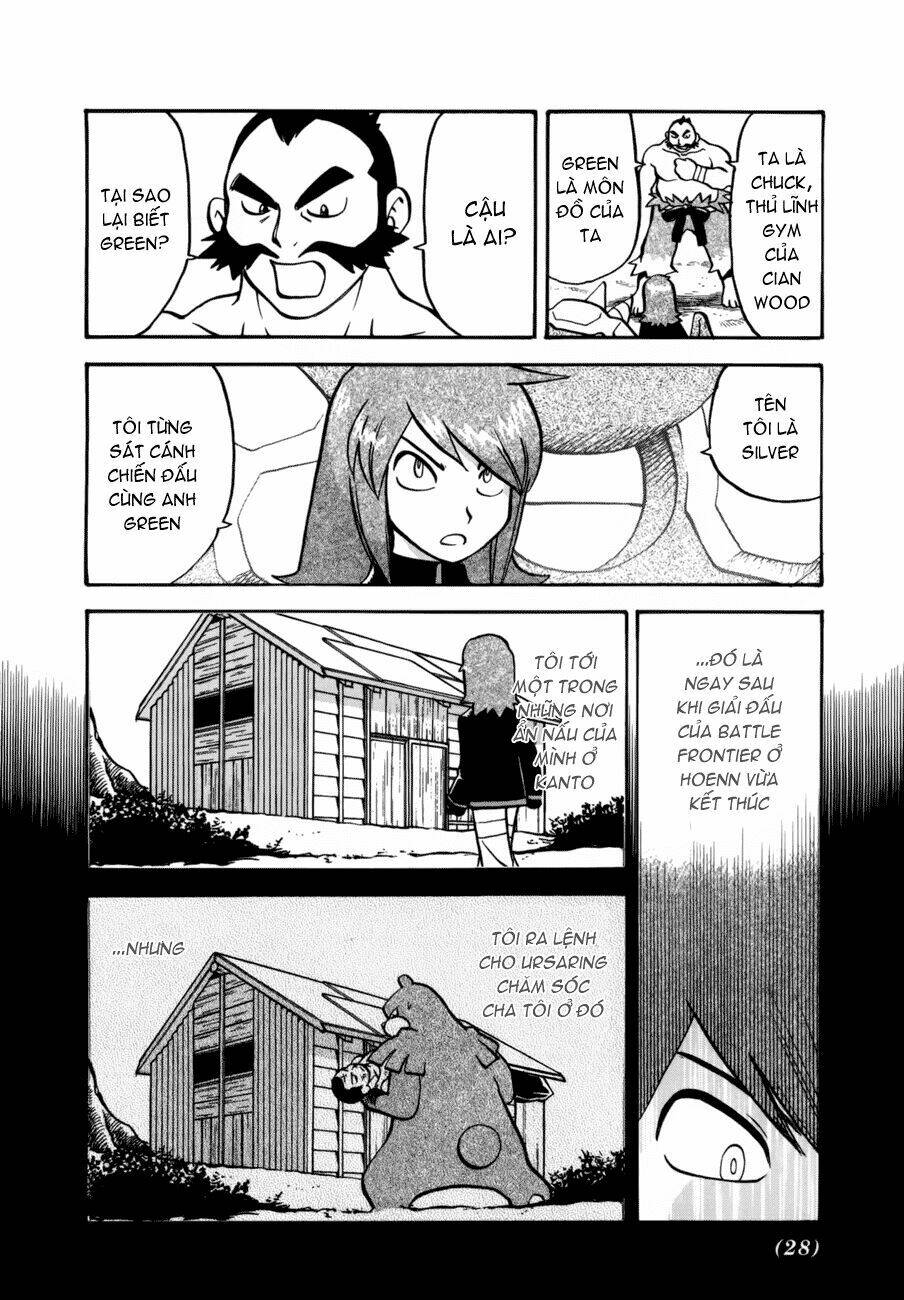 TA LÀ
CHUCK,
THỦ LĨNH
GYM
CỦA
CIAN
WOOD
GREEN
LÀ MÔN
ĐỒ CỦA
TA
CẬU
LÀ AI?
TẠI SAO
LẠI BIẾT
GREEN?
TÊN
TÔI LÀ
SILVER
TÔI TỪNG
SÁT CÁNH
CHIẾN ĐẤU
CÙNG ANH
GREEN
...ĐÓ LÀ
NGAY SAU
KHI GIẢI ĐẤU
CỦA BATTLE
FRONTIER Ở
HOENN VỪA
KẾT THÚC
TÔI TỚI
MỘT TRONG
NHỮNG NƠI
ẨN NẤU CỦA
MÌNH Ở
KANTO
TÔI RA LỆNH
CHO URSARING
CHĂM SÓC
CHA TÔI Ở ĐÓ
...NHƯNG
(28)